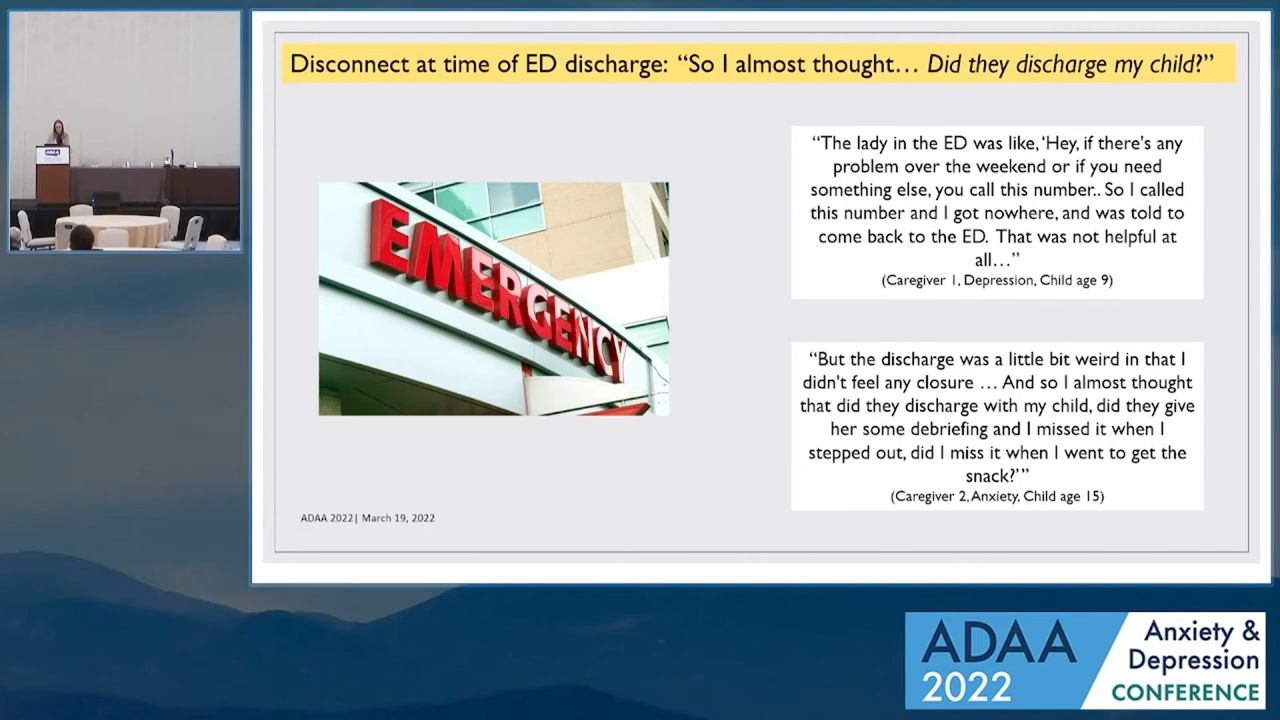 Disconnect at time of ED discharge: “So I almost thought… Did they discharge my child?”
“The lady in the ED was like, ‘Hey, if there's any
problem over the weekend or if you need
something else, you call this number.. So I called
this number and I got nowhere, and was told to
come back to the ED. That was not helpful at
all…”
(Caregiver 1, Depression, Child age 9)
EMERGENCY
“But the discharge was a little bit weird in that I
didn't feel any closure … And so I almost thought
that did they discharge with my child, did they give
her some debriefing and I missed it when I
stepped out, did I miss it when I went to get the
snack?’”
(Caregiver 2, Anxiety, Child age 15)
ADAA 2022| March 19, 2022
ADAA
2022
Anxiety &
Depression
CONFERENCE